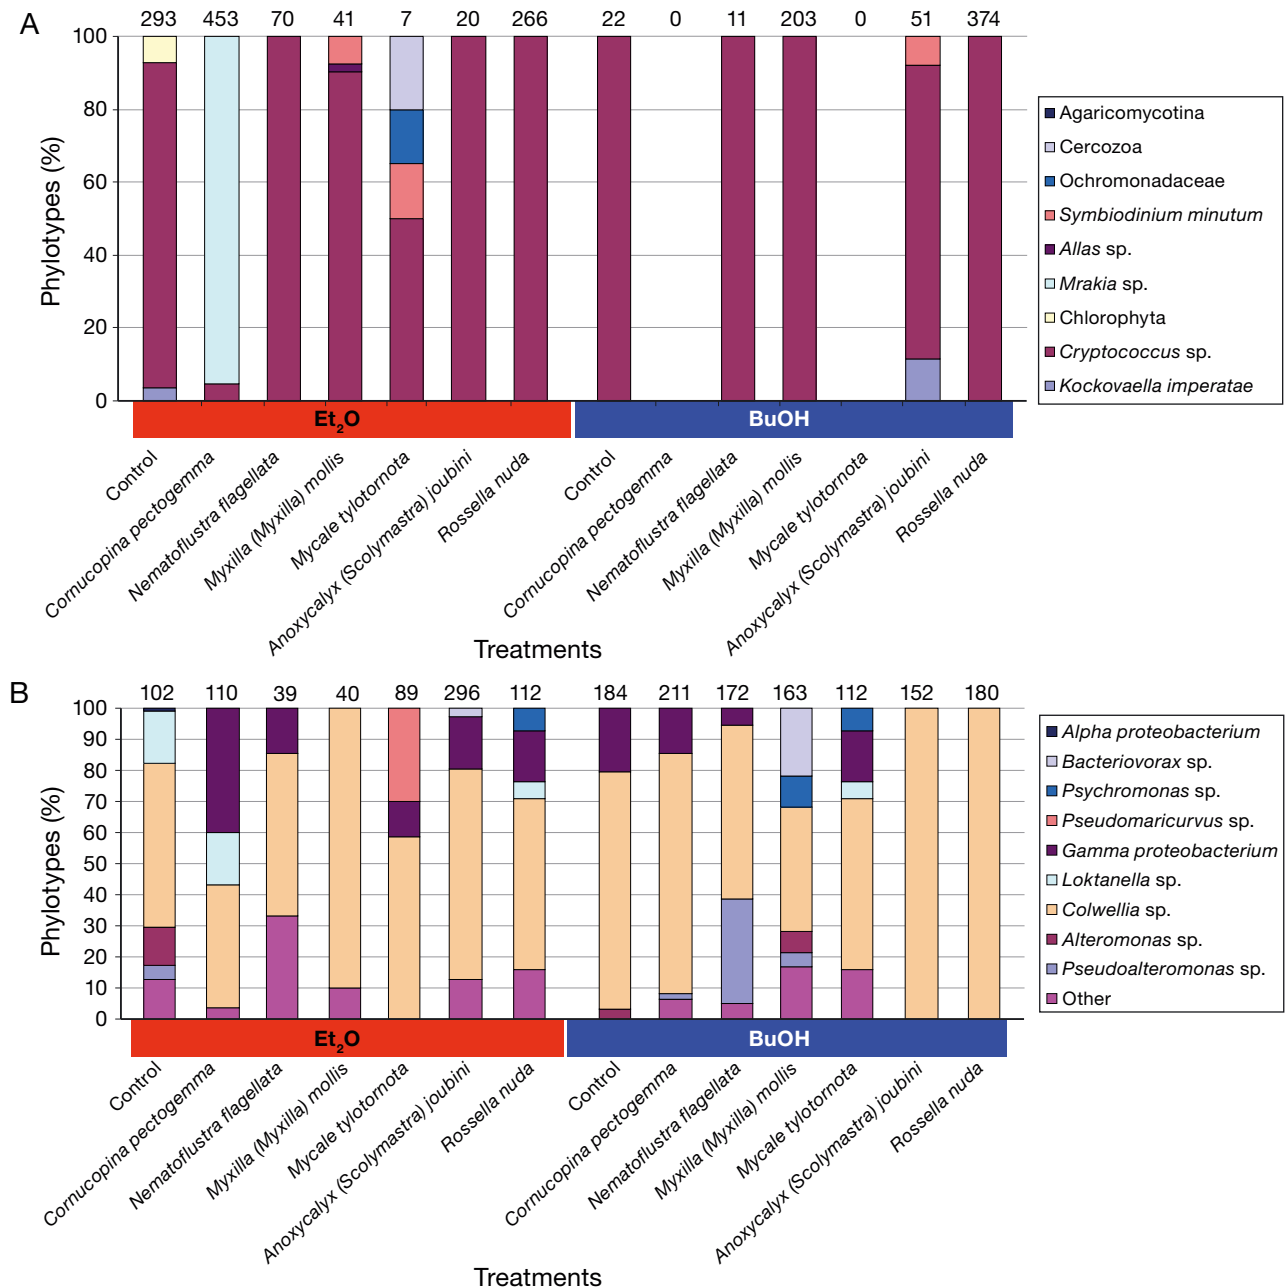 A
293 453 70 41 7 20 266 22 0 11 203 0 51 374
Phylotypes (%)
100
80
60
40
20
0
Agaricomycotina
Cercozoa
Ochromonadaceae
Symbiodinium minutum
Allas sp.
Mrakia sp.
Chlorophyta
Cryptococcus sp.
Kockovaella imperatae
Et2O
BuOH
Control
Cornucopina pectogemma
Nematoflustra flagellata
Myxilla (Myxilla) mollis
Mycale tylotornota
Anoxycalyx (Scolymastra) joubini
Rossella nuda
Control
Cornucopina pectogemma
Nematoflustra flagellata
Myxilla (Myxilla) mollis
Mycale tylotornota
Anoxycalyx (Scolymastra) joubini
Rossella nuda
Treatments
B
102 110 39 40 89 296 112 184 211 172 163 112 152 180
Phylotypes (%)
100
90
80
70
60
50
40
30
20
10
0
Alpha proteobacterium
Bacteriovorax sp.
Psychromonas sp.
Pseudomaricurvus sp.
Gamma proteobacterium
Loktanella sp.
Colwellia sp.
Alteromonas sp.
Pseudoalteromonas sp.
Other
Et2O
BuOH
Control
Cornucopina pectogemma
Nematoflustra flagellata
Myxilla (Myxilla) mollis
Mycale tylotornota
Anoxycalyx (Scolymastra) joubini
Rossella nuda
Control
Cornucopina pectogemma
Nematoflustra flagellata
Myxilla (Myxilla) mollis
Mycale tylotornota
Anoxycalyx (Scolymastra) joubini
Rossella nuda
Treatments